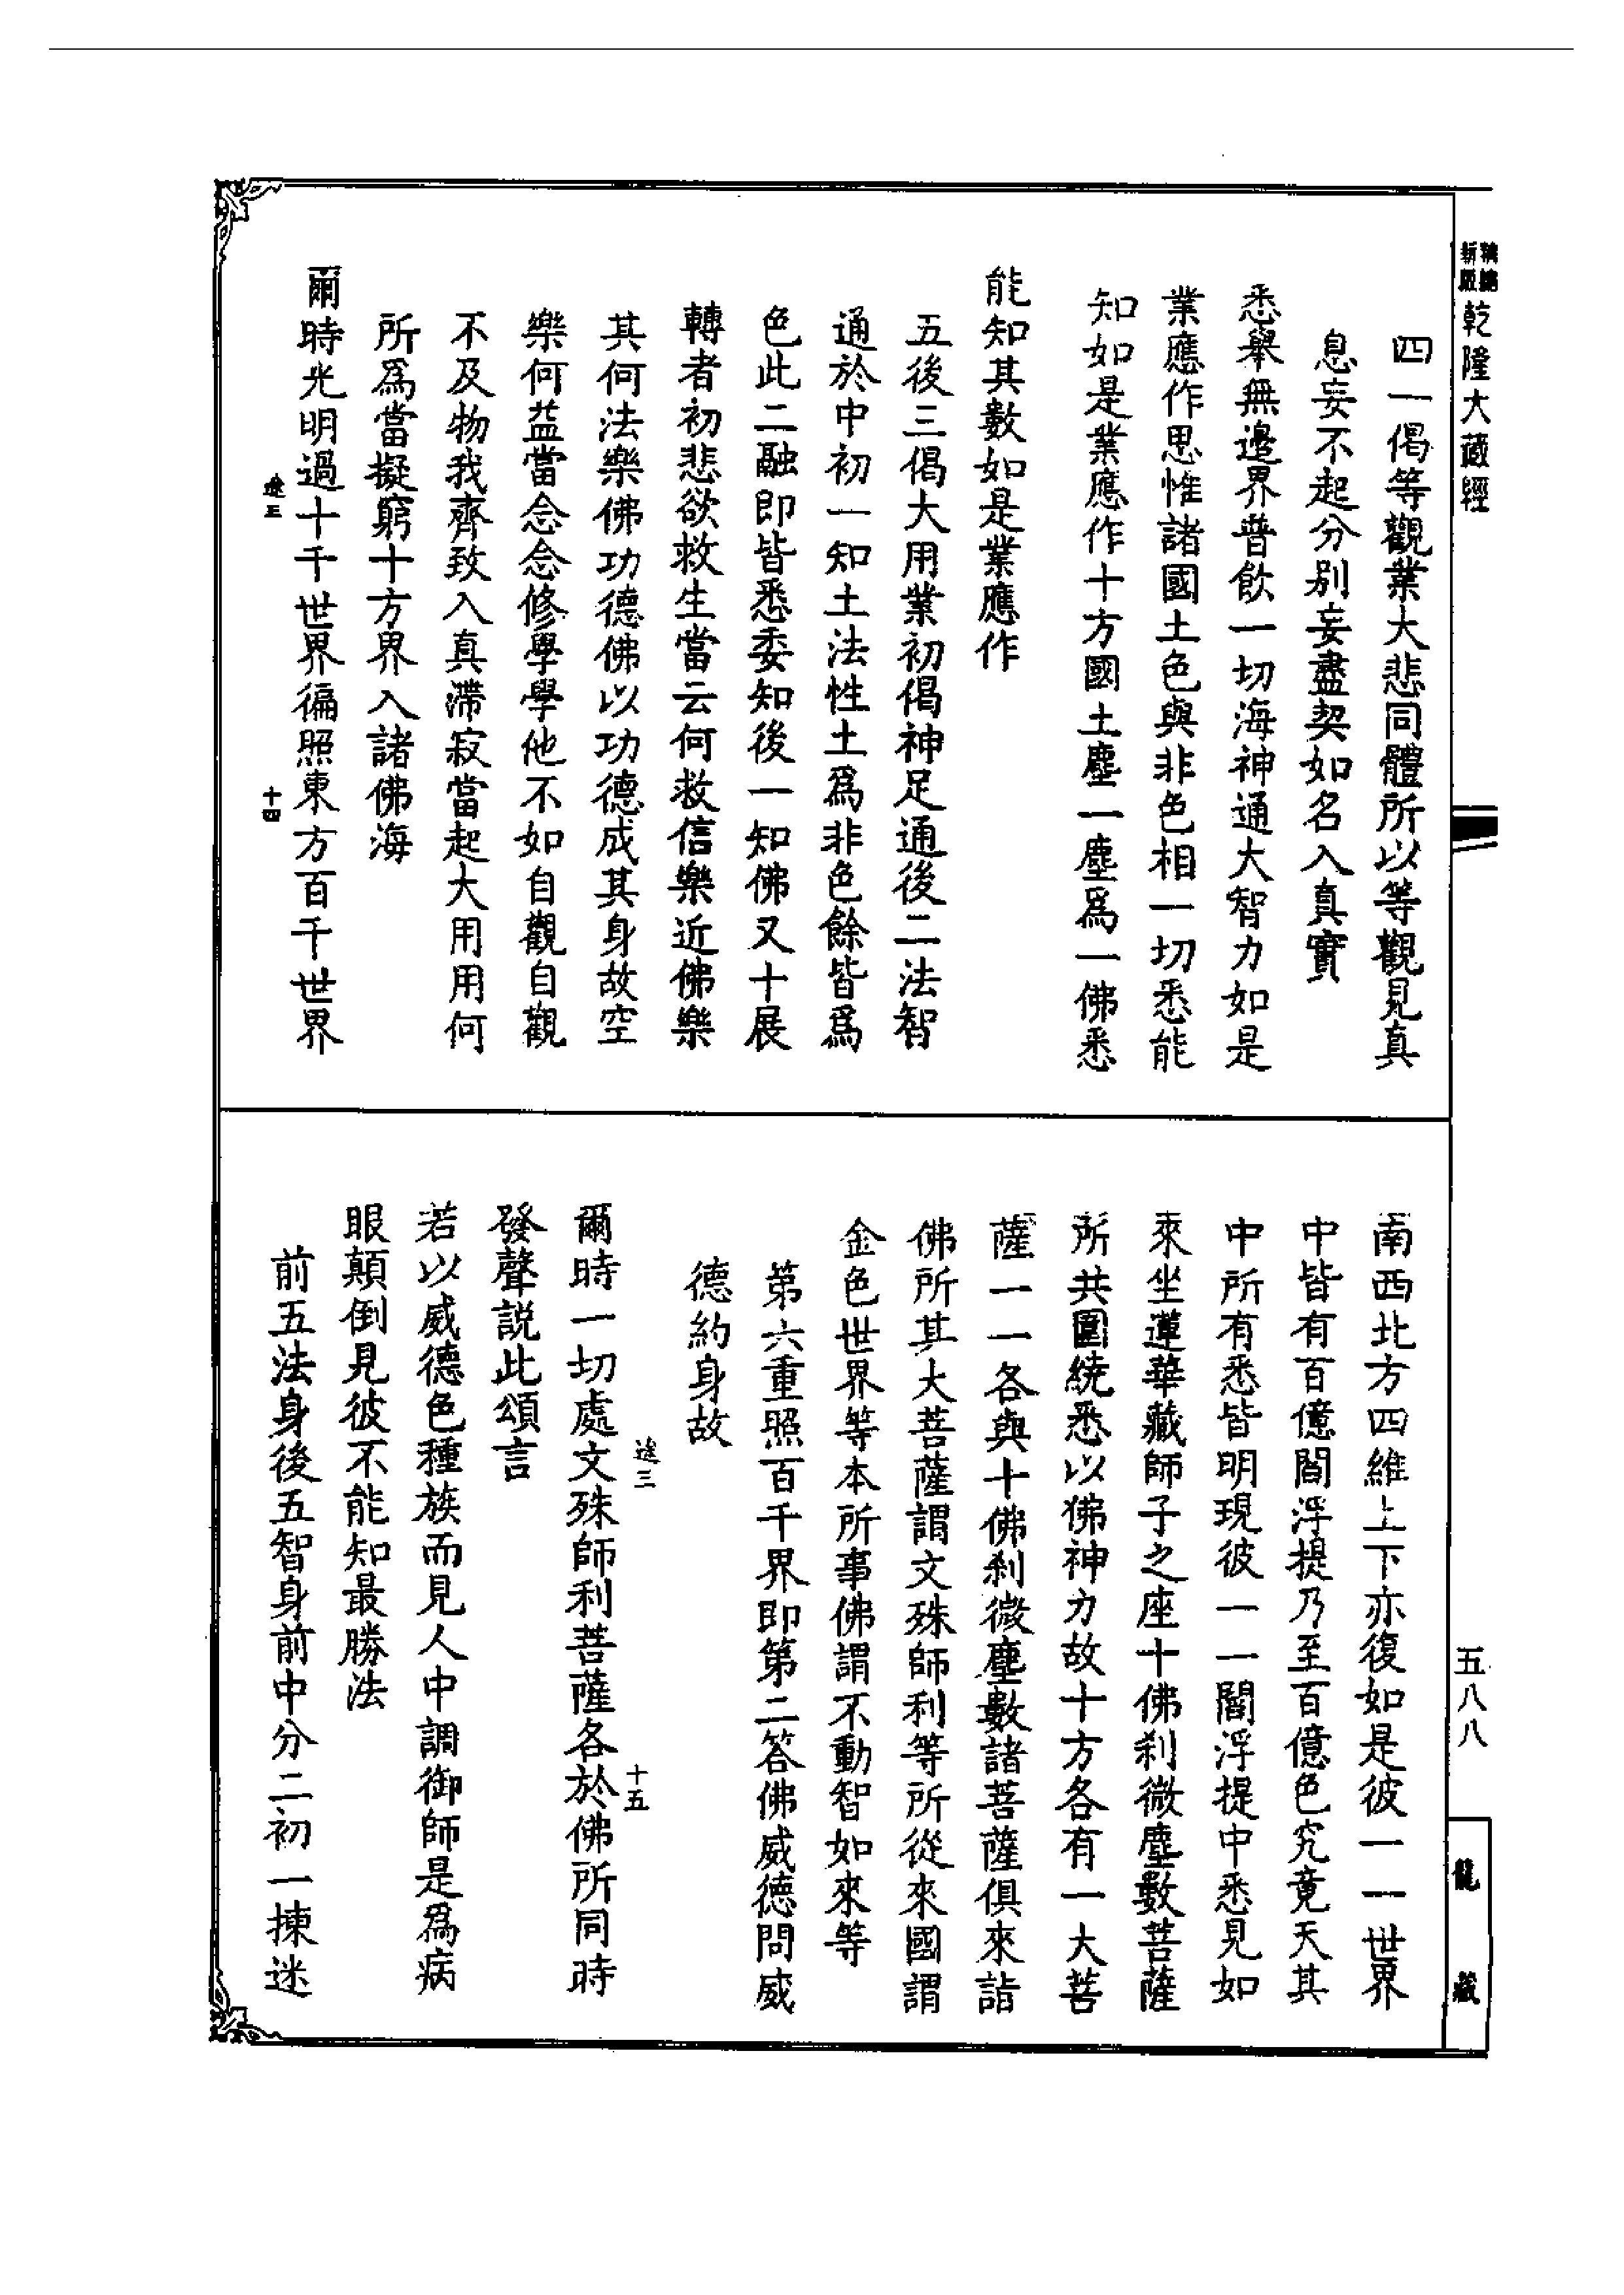 精繕
新版
乾隆大藏經
四一偈等觀業大悲同體所以等觀見真
息妄不起分別妄盡契如名入真實
悉舉無邊界普飲一切海神通大智力如是
業應作思惟諸國土色與非色相一切悉能
知如是業應作十方國土塵一塵爲一佛悉
能知其數如是業應作
五後三偈大用業初偈神足通後二法智
通於中初一知土法性土爲非色餘皆爲
色此二融即皆悉委知後一知佛又十展
轉者初悲欲救生當云何救信樂近佛樂
其何法樂佛功德佛以功德成其身故空
樂何益當念念修學學他不如自觀自觀
不及物我齊致入真滯寂當起大用用何
所爲當擬窮十方界入諸佛海
爾時光明過十千世界徧照東方百千世界
途三
十四
南西北方四維上下亦復如是彼一一世界
中皆有百億閻浮提乃至百億色究竟天其
中所有悉皆明現彼一一閻浮提中悉見如
來坐蓮華藏師子之座十佛刹微塵數菩薩
所共圍繞悉以佛神力故十方各有一大菩
薩一一各與十佛刹微塵數諸菩薩俱來詣
佛所其大菩薩謂文殊師利等所從來國謂
金色世界等本所事佛謂不動智如來等
第六重照百千界即第二答佛威德問威
德約身故
途三
十五
爾時一切處文殊師利菩薩各於佛所同時
發聲說此頌言
若以威德色種族而見人中調御師是爲病
眼顛倒見彼不能知最勝法
前五法身後五智身前中分二初一揀迷
五八八
龍藏